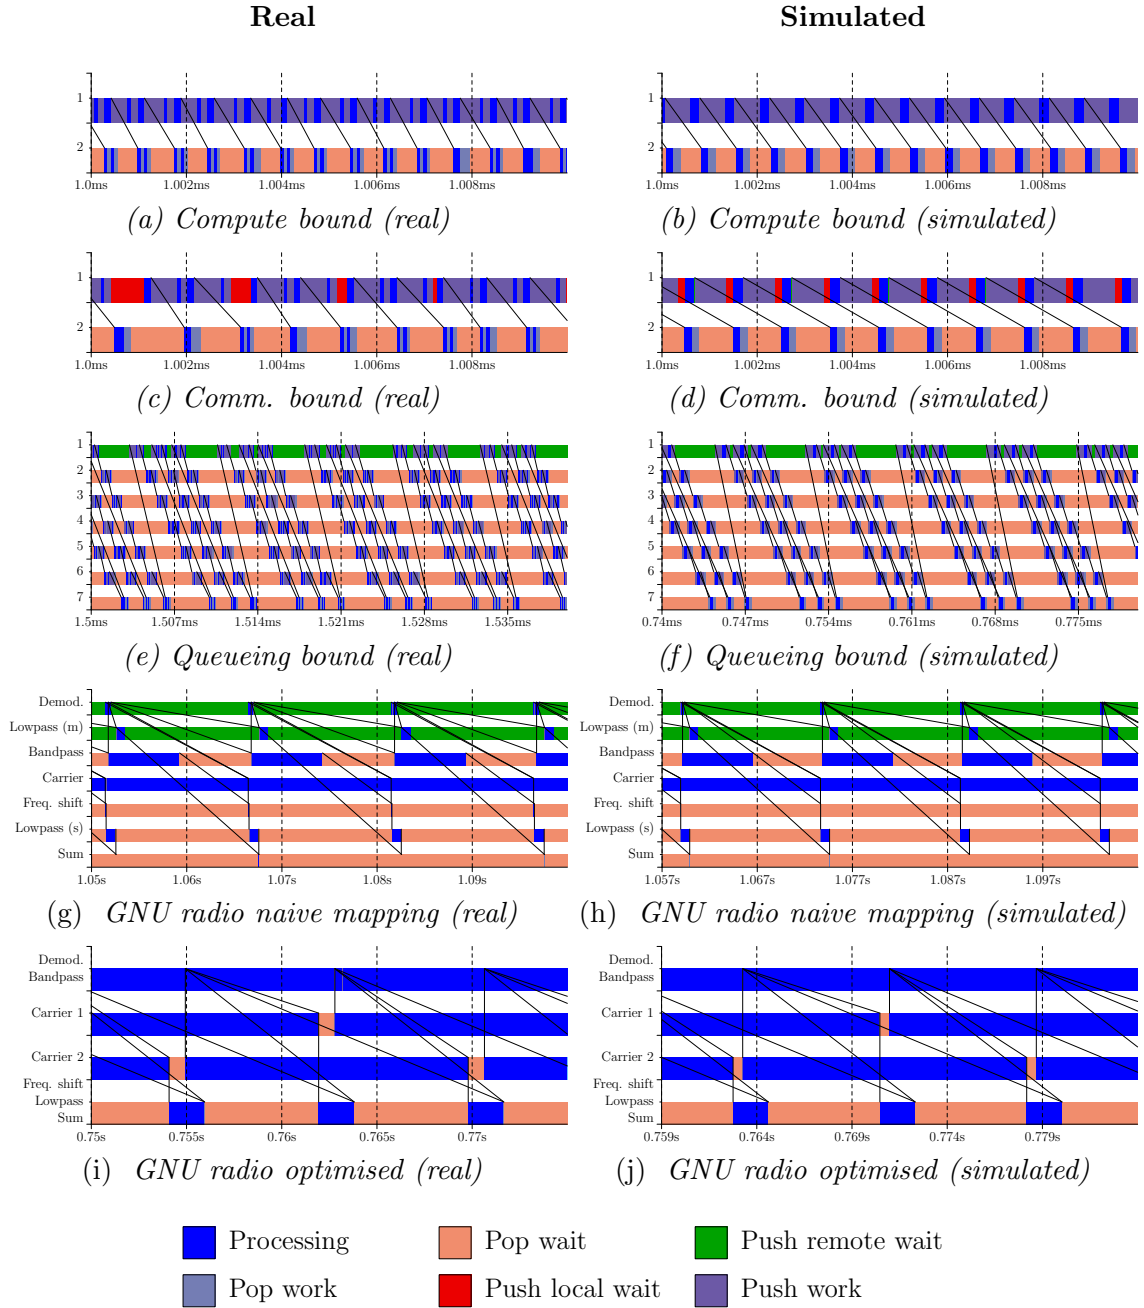 Real Simulated
1
2
1.0ms 1.002ms 1.004ms 1.006ms 1.008ms
(a) Compute bound (real)
1
2
1.0ms 1.002ms 1.004ms 1.006ms 1.008ms
(b) Compute bound (simulated)
1
2
1.0ms 1.002ms 1.004ms 1.006ms 1.008ms
(c) Comm. bound (real)
1
2
1.0ms 1.002ms 1.004ms 1.006ms 1.008ms
(d) Comm. bound (simulated)
1
2
3
4
5
6
7
1.5ms 1.507ms 1.514ms 1.521ms 1.528ms 1.535ms
(e) Queueing bound (real)
1
2
3
4
5
6
7
0.74ms 0.747ms 0.754ms 0.761ms 0.768ms 0.775ms
(f) Queueing bound (simulated)
Demod.
Lowpass (m)
Bandpass
Carrier
Freq. shift
Lowpass (s)
Sum
1.05s 1.06s 1.07s 1.08s 1.09s
(g) GNU radio naive mapping (real)
Demod.
Lowpass (m)
Bandpass
Carrier
Freq. shift
Lowpass (s)
Sum
1.057s 1.067s 1.077s 1.087s 1.097s
(h) GNU radio naive mapping (simulated)
Demod.
Bandpass
Carrier 1
Carrier 2
Freq. shift
Lowpass
Sum
0.75s 0.755s 0.76s 0.765s 0.77s
(i) GNU radio optimised (real)
Demod.
Bandpass
Carrier 1
Carrier 2
Freq. shift
Lowpass
Sum
0.759s 0.764s 0.769s 0.774s 0.779s
(j) GNU radio optimised (simulated)
Processing Pop wait Push remote wait
Pop work Push local wait Push work